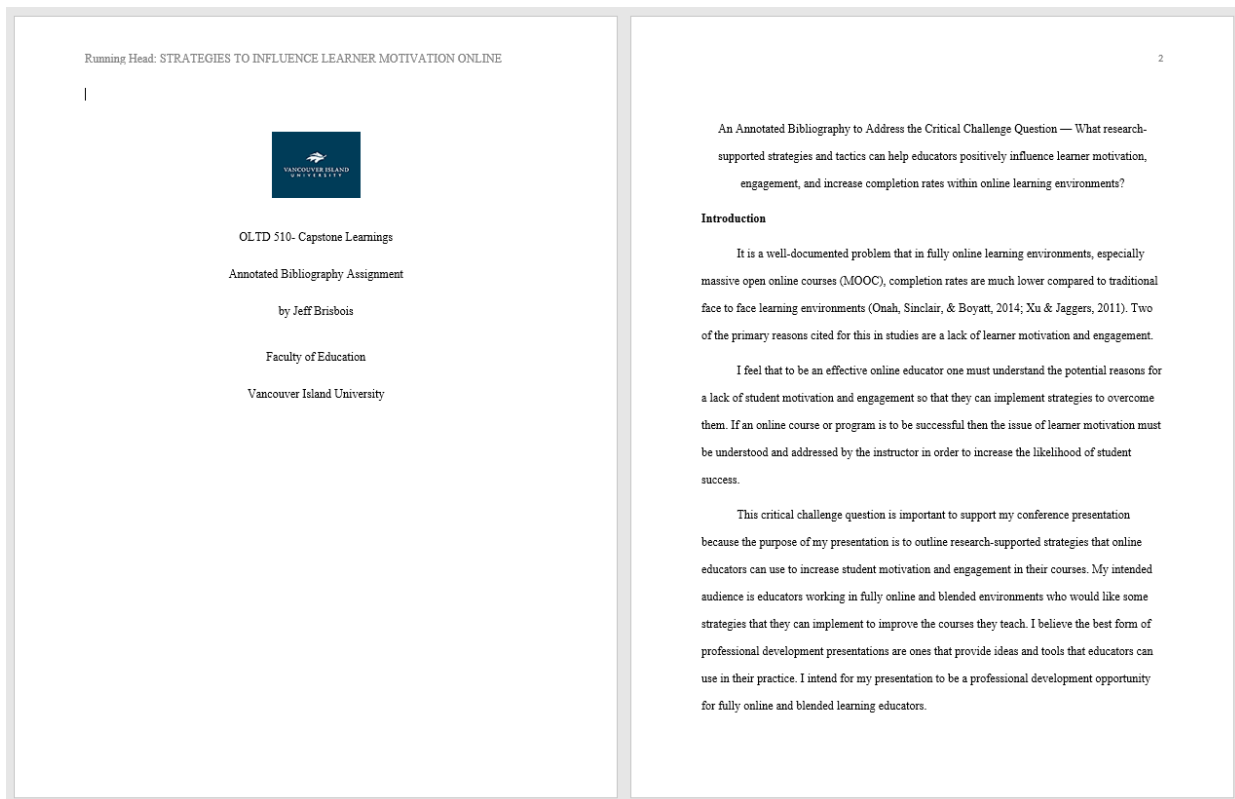 Running Head: STRATEGIES TO INFLUENCE LEARNER MOTIVATION ONLINE
VANCOUVER ISLAND
UNIVERSITY
OLTD 510- Capstone Learnings
Annotated Bibliography Assignment
by Jeff Brisbois
Faculty of Education
Vancouver Island University
2
An Annotated Bibliography to Address the Critical Challenge Question — What research-
supported strategies and tactics can help educators positively influence learner motivation,
engagement, and increase completion rates within online learning environments?
Introduction
It is a well-documented problem that in fully online learning environments, especially
massive open online courses (MOOC), completion rates are much lower compared to traditional
face to face learning environments (Onah, Sinclair, & Boyatt, 2014; Xu & Jaggers, 2011). Two
of the primary reasons cited for this in studies are a lack of learner motivation and engagement.
I feel that to be an effective online educator one must understand the potential reasons for
a lack of student motivation and engagement so that they can implement strategies to overcome
them. If an online course or program is to be successful then the issue of learner motivation must
be understood and addressed by the instructor in order to increase the likelihood of student
success.
This critical challenge question is important to support my conference presentation
because the purpose of my presentation is to outline research-supported strategies that online
educators can use to increase student motivation and engagement in their courses. My intended
audience is educators working in fully online and blended environments who would like some
strategies that they can implement to improve the courses they teach. I believe the best form of
professional development presentations are ones that provide ideas and tools that educators can
use in their practice. I intend for my presentation to be a professional development opportunity
for fully online and blended learning educators.